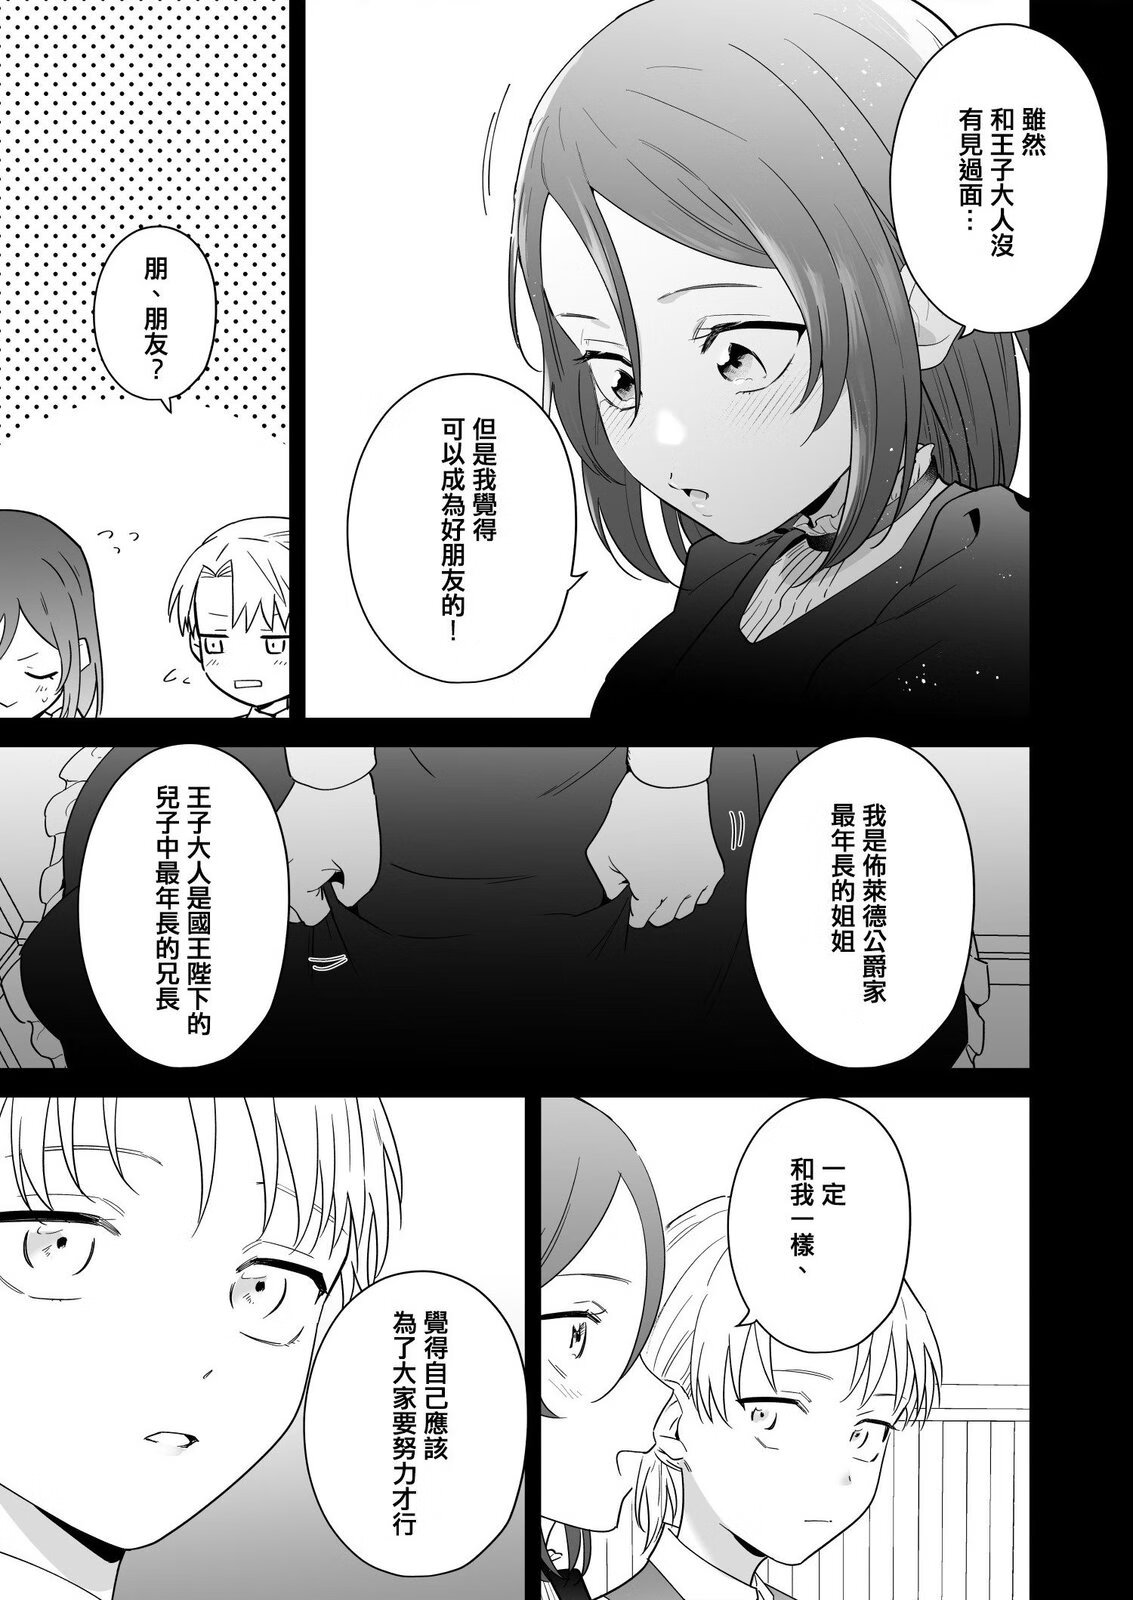 雖然
和王子大人沒
有見過面…
但是我覺得
可以成為好朋友的！
朋、朋友？
我是佈萊德公爵家
最年長的姐姐
王子大人是國王陛下的
兒子中最年長的兄長
一定
和我一樣、
覺得自己應該
為了大家要努力才行